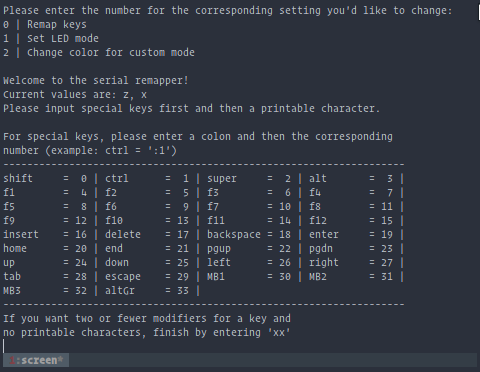 Please enter the number for the corresponding setting you'd like to change:
0 | Remap keys
1 | Set LED mode
2 | Change color for custom mode
Welcome to the serial remapper!
Current values are: z, x
Please input special keys first and then a printable character.
For special keys, please enter a colon and then the corresponding
number (example: ctrl = ':1')
-------------------------------------------------------------------
shift     =  0 | ctrl      =  1 | super     =  2 | alt       =  3 |
f1        =  4 | f2        =  5 | f3        =  6 | f4        =  7 |
f5        =  8 | f6        =  9 | f7        = 10 | f8        = 11 |
f9        = 12 | f10       = 13 | f11       = 14 | f12       = 15 |
insert    = 16 | delete    = 17 | backspace = 18 | enter     = 19 |
home      = 20 | end       = 21 | pgup      = 22 | pgdn      = 23 |
up        = 24 | down      = 25 | left      = 26 | right     = 27 |
tab       = 28 | escape    = 29 | MB1       = 30 | MB2       = 31 |
MB3       = 32 | altGr     = 33 |
-------------------------------------------------------------------
If you want two or fewer modifiers for a key and
no printable characters, finish by entering 'xx'
:screen*